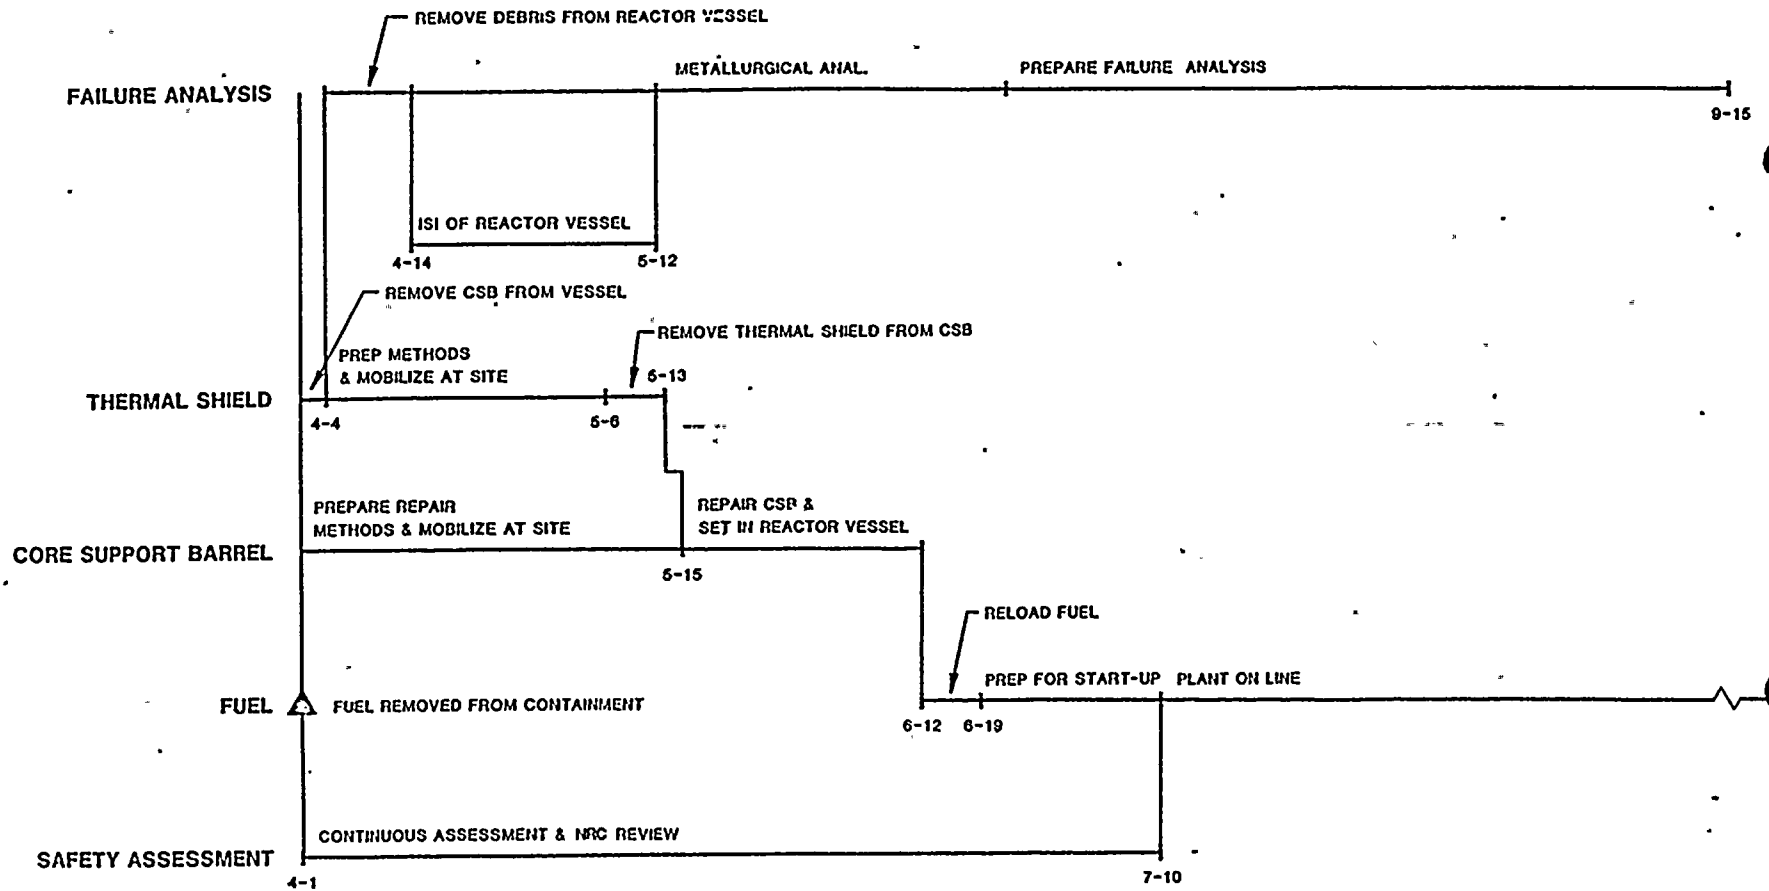 REMOVE DEBRIS FROM REACTOR VESSEL
METALLURGICAL ANAL.
PREPARE FAILURE ANALYSIS
FAILURE ANALYSIS
9-15
ISI OF REACTOR VESSEL
4-14
5-12
REMOVE CSB FROM VESSEL
REMOVE THERMAL SHIELD FROM CSB
PREP METHODS
& MOBILIZE AT SITE
5-13
THERMAL SHIELD
4-4
5-6
PREPARE REPAIR
METHODS & MOBILIZE AT SITE
REPAIR CSB &
SET IN REACTOR VESSEL
CORE SUPPORT BARREL
5-15
RELOAD FUEL
PREP FOR START-UP
PLANT ON LINE
FUEL
FUEL REMOVED FROM CONTAINMENT
6-12
6-19
CONTINUOUS ASSESSMENT & NRC REVIEW
SAFETY ASSESSMENT
4-1
7-10